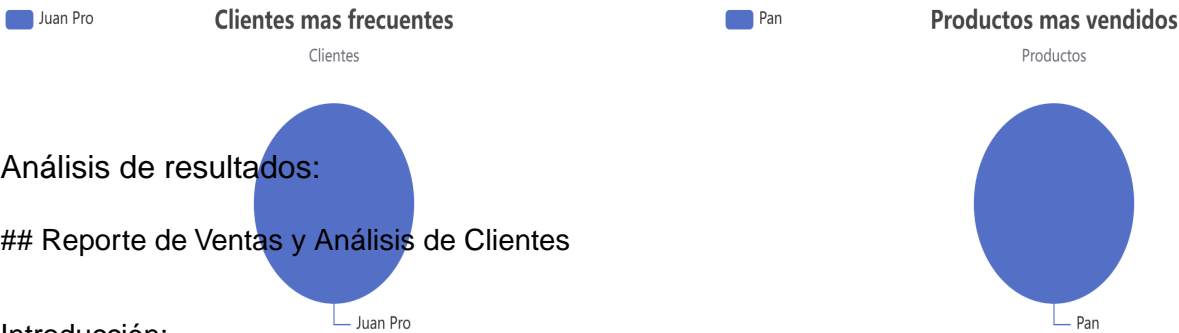 Juan Pro
Clientes mas frecuentes
Clientes
Pan
Productos mas vendidos
Productos
Análisis de resultados:
## Reporte de Ventas y Análisis de Clientes
Juan Pro
Pan
Introducción: